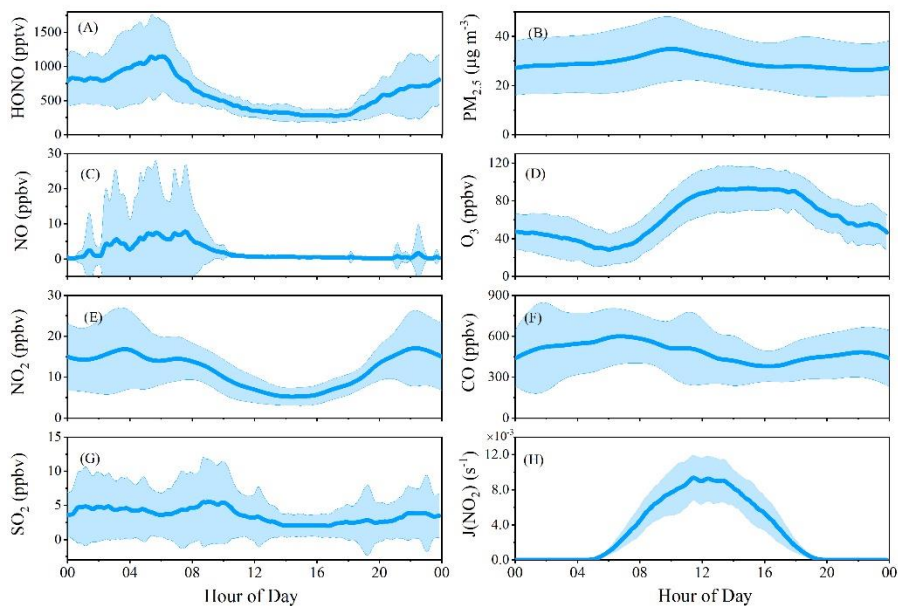 (A)
HONO (pptv)
1500
1000
500
0
(B)
PM2.5 (μg m-3)
40
20
0
(C)
NO (ppbv)
30
20
10
0
(D)
O3 (ppbv)
120
80
40
0
(E)
NO2 (ppbv)
30
20
10
0
(F)
CO (ppbv)
900
600
300
0
(G)
SO2 (ppbv)
15
10
5
0
00 04 08 12 16 20 00
Hour of Day
×10-3
(H)
J(NO2) (s-1)
12.0
8.0
4.0
0.0
00 04 08 12 16 20 00
Hour of Day